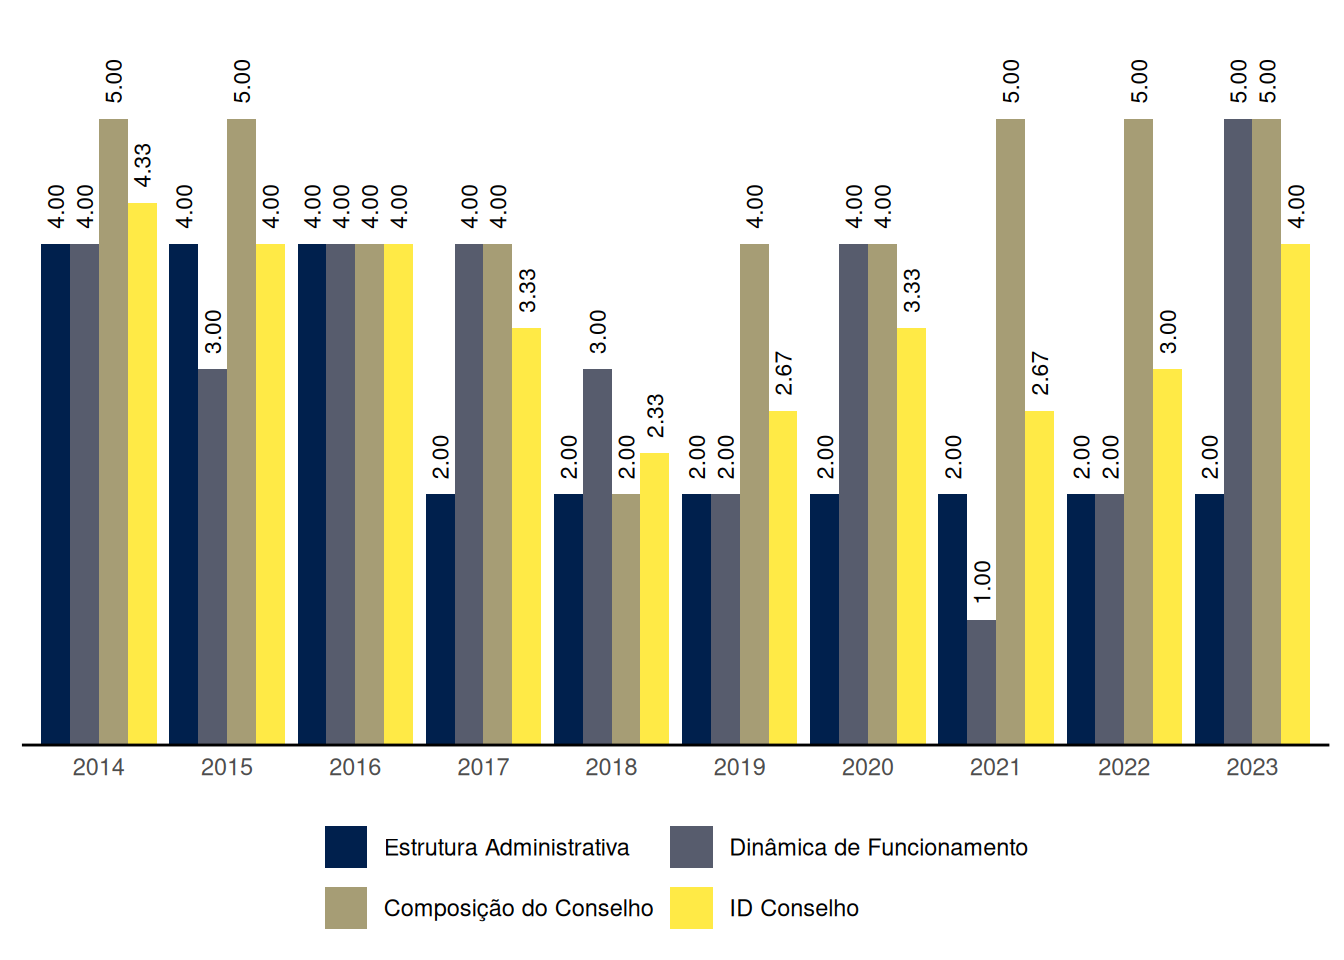 5.00 5.00 5.00 5.00 5.00 5.00
4.33
4.00 4.00 4.00 4.00 4.00 4.00 4.00 4.00 4.00 4.00 4.00 4.00 4.00 4.00
3.33 3.33
3.00 3.00 3.00
2.67 2.67
2.33
2.00 2.00 2.00 2.00 2.00 2.00 2.00 2.00 2.00 2.00
1.00
2014 2015 2016 2017 2018 2019 2020 2021 2022 2023
Estrutura Administrativa Dinâmica de Funcionamento
Composição do Conselho ID Conselho